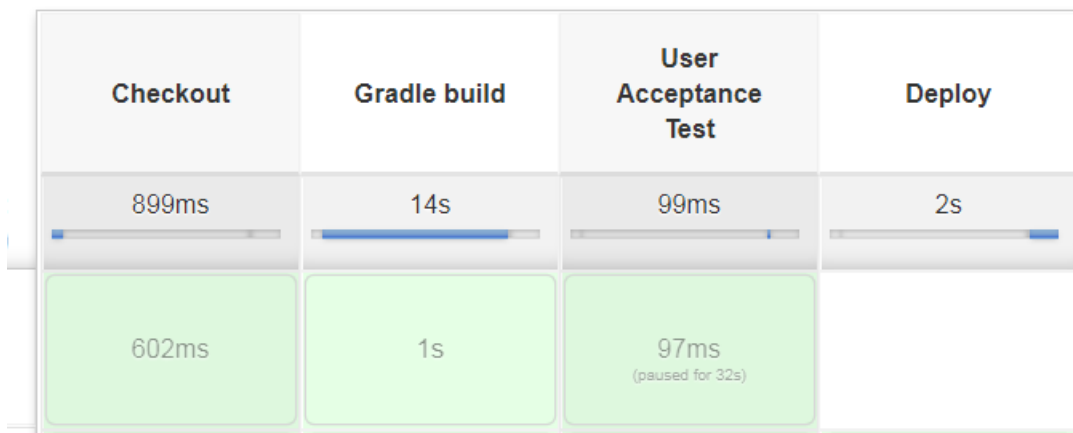 Checkout
Gradle build
User
Acceptance
Test
Deploy
899ms
14s
99ms
2s
602ms
1s
97ms
(paused for 32s)